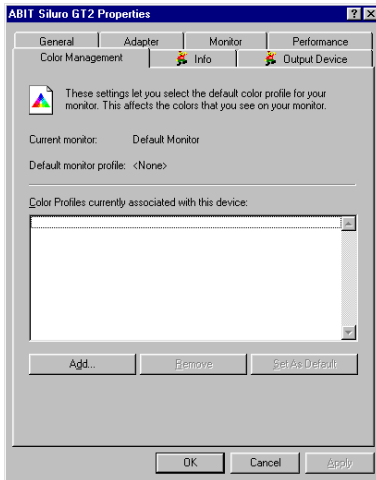 ABIT Siluro GT2 Properties
General Adapter Monitor Performance
Color Management Info Output Device
These settings let you select the default color profile for your
monitor. This affects the colors that you see on your monitor.
Current monitor: Default Monitor
Default monitor profile: <None>
Color Profiles currently associated with this device:
Add... Remove Set As Default
OK Cancel Apply